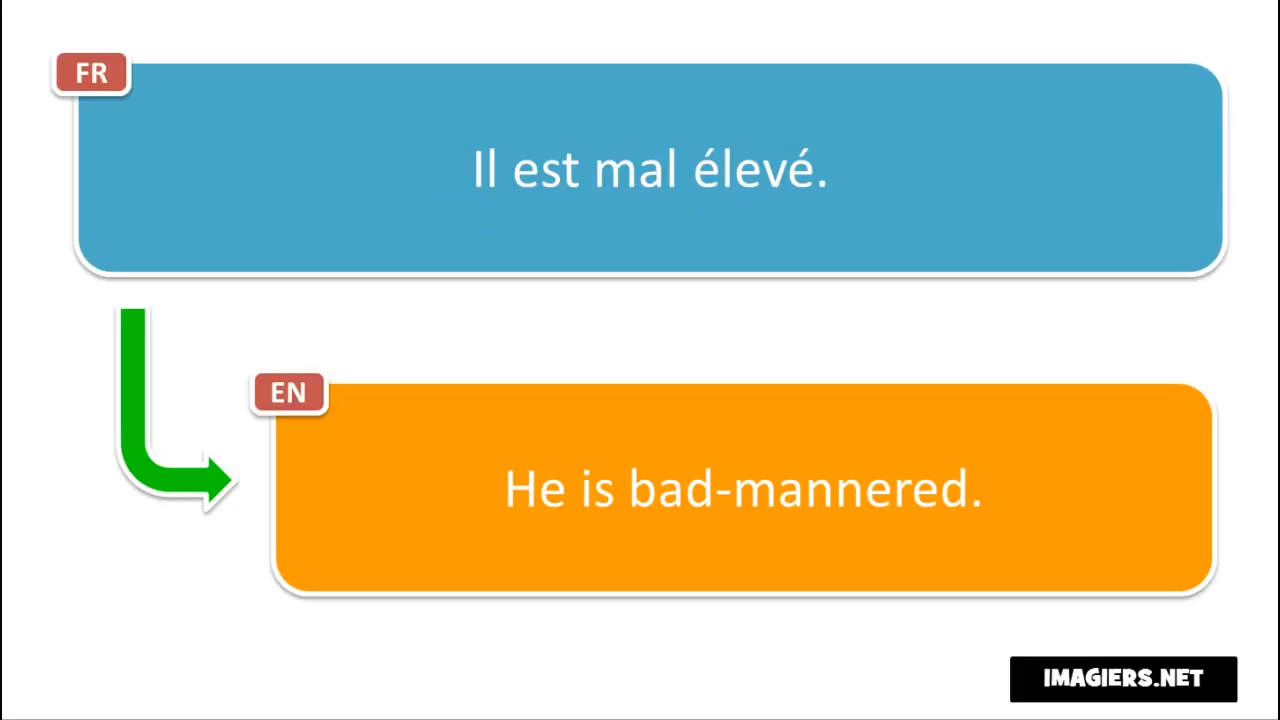 FR
Il est mal élevé.
EN
He is bad-mannered.
IMAGIERS.NET